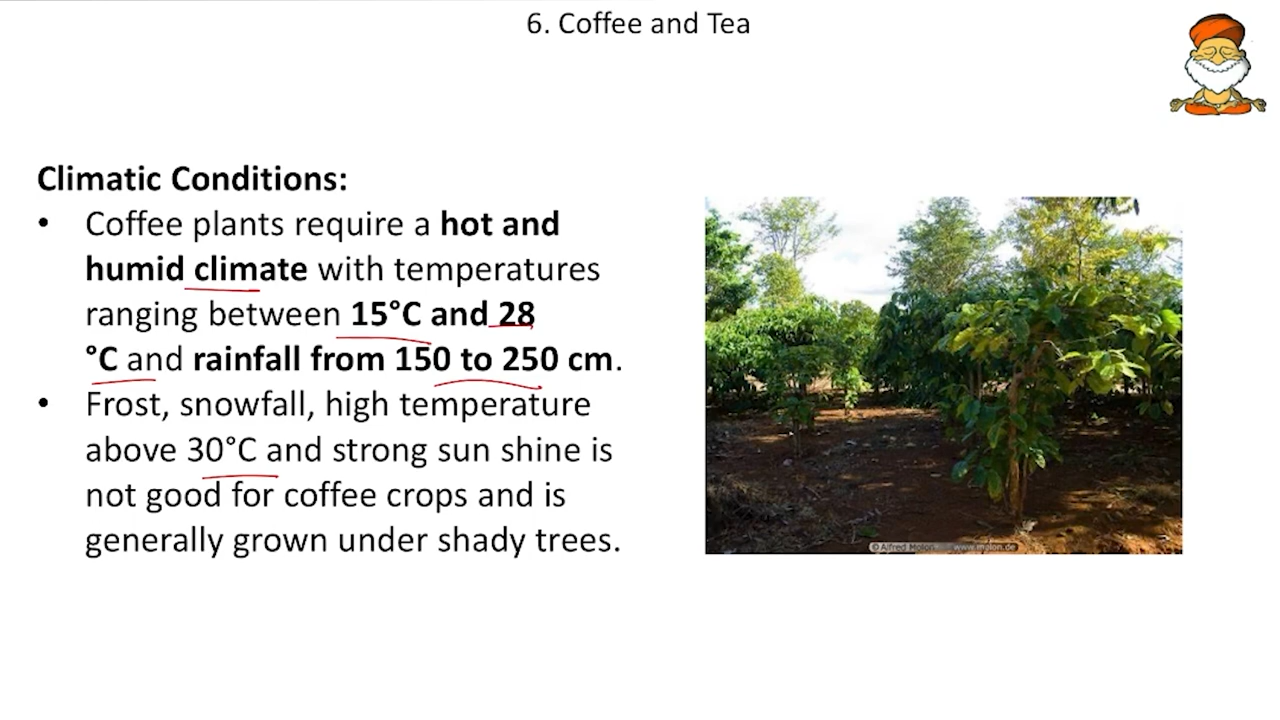 6. Coffee and Tea
Climatic Conditions:
• Coffee plants require a hot and
humid climate with temperatures
ranging between 15°C and 28
°C and rainfall from 150 to 250 cm.
• Frost, snowfall, high temperature
above 30°C and strong sun shine is
not good for coffee crops and is
generally grown under shady trees.
© Alfred Molon www.molon.de